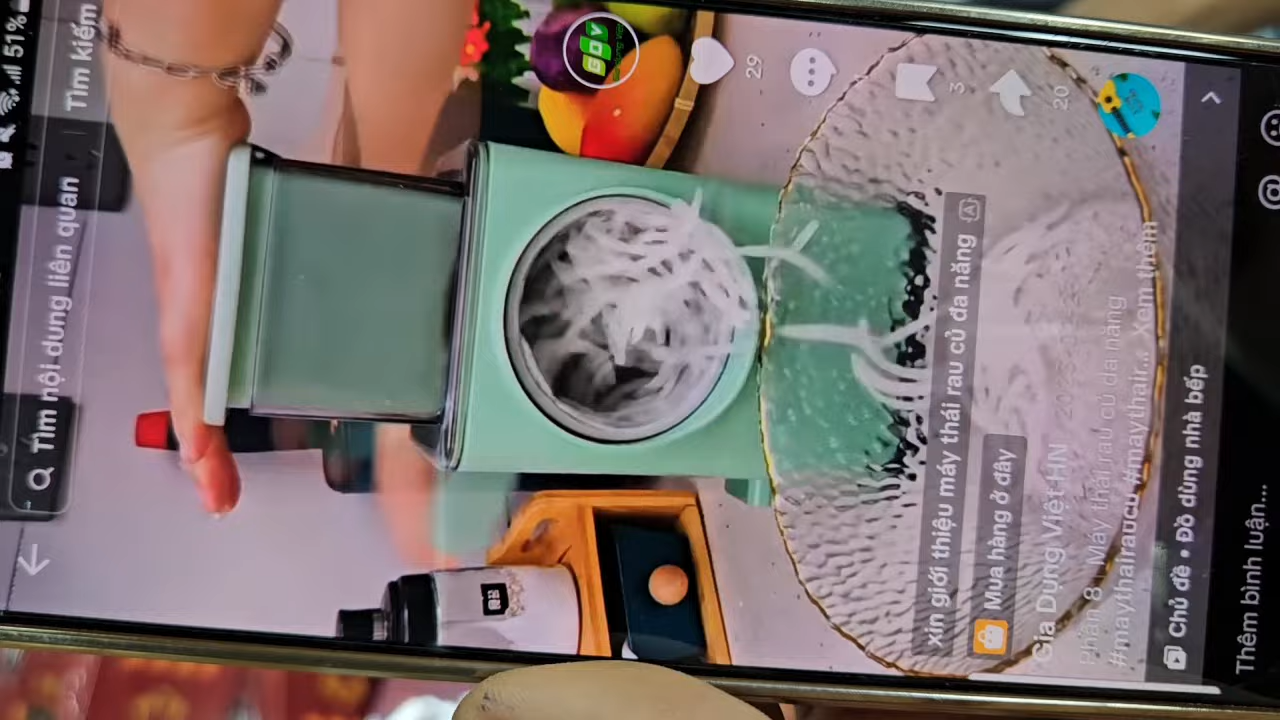 51%
Tìm nội dung liên quan
Tìm kiếm
GOV
29
3
20
xin giới thiệu máy thái rau củ đa năng
Mua hàng ở đây
Gia Dụng Việt HN
Phần 8 - Máy thái rau củ đa năng
#maythairaucu #maythair... Xem thêm
Chủ đề • Đồ dùng nhà bếp
Thêm bình luận...
@